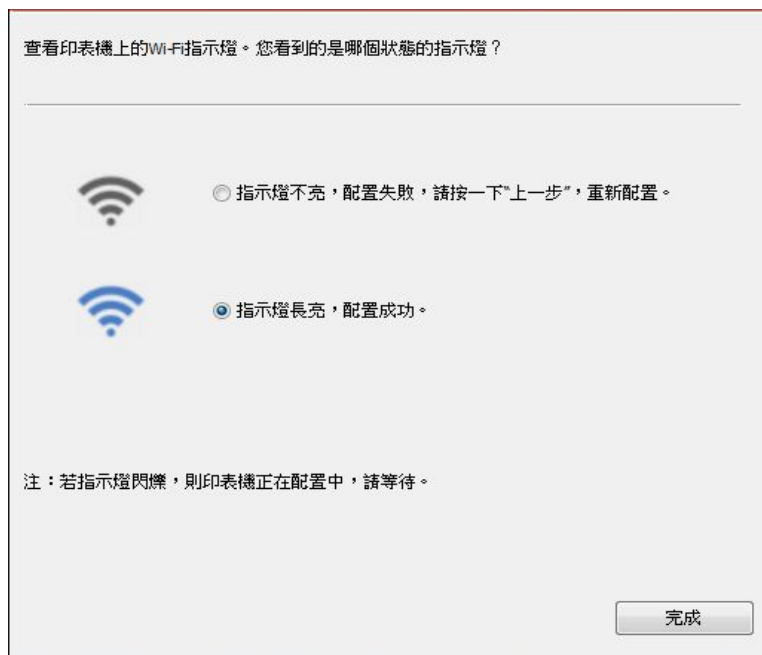 查看印表機上的Wi-Fi指示燈。您看到的是哪個狀態的指示燈？
指示燈不亮，配置失敗，請按一下"上一步"，重新配置。
指示燈長亮，配置成功。
注：若指示燈閃爍，則印表機正在配置中，請等待。
完成